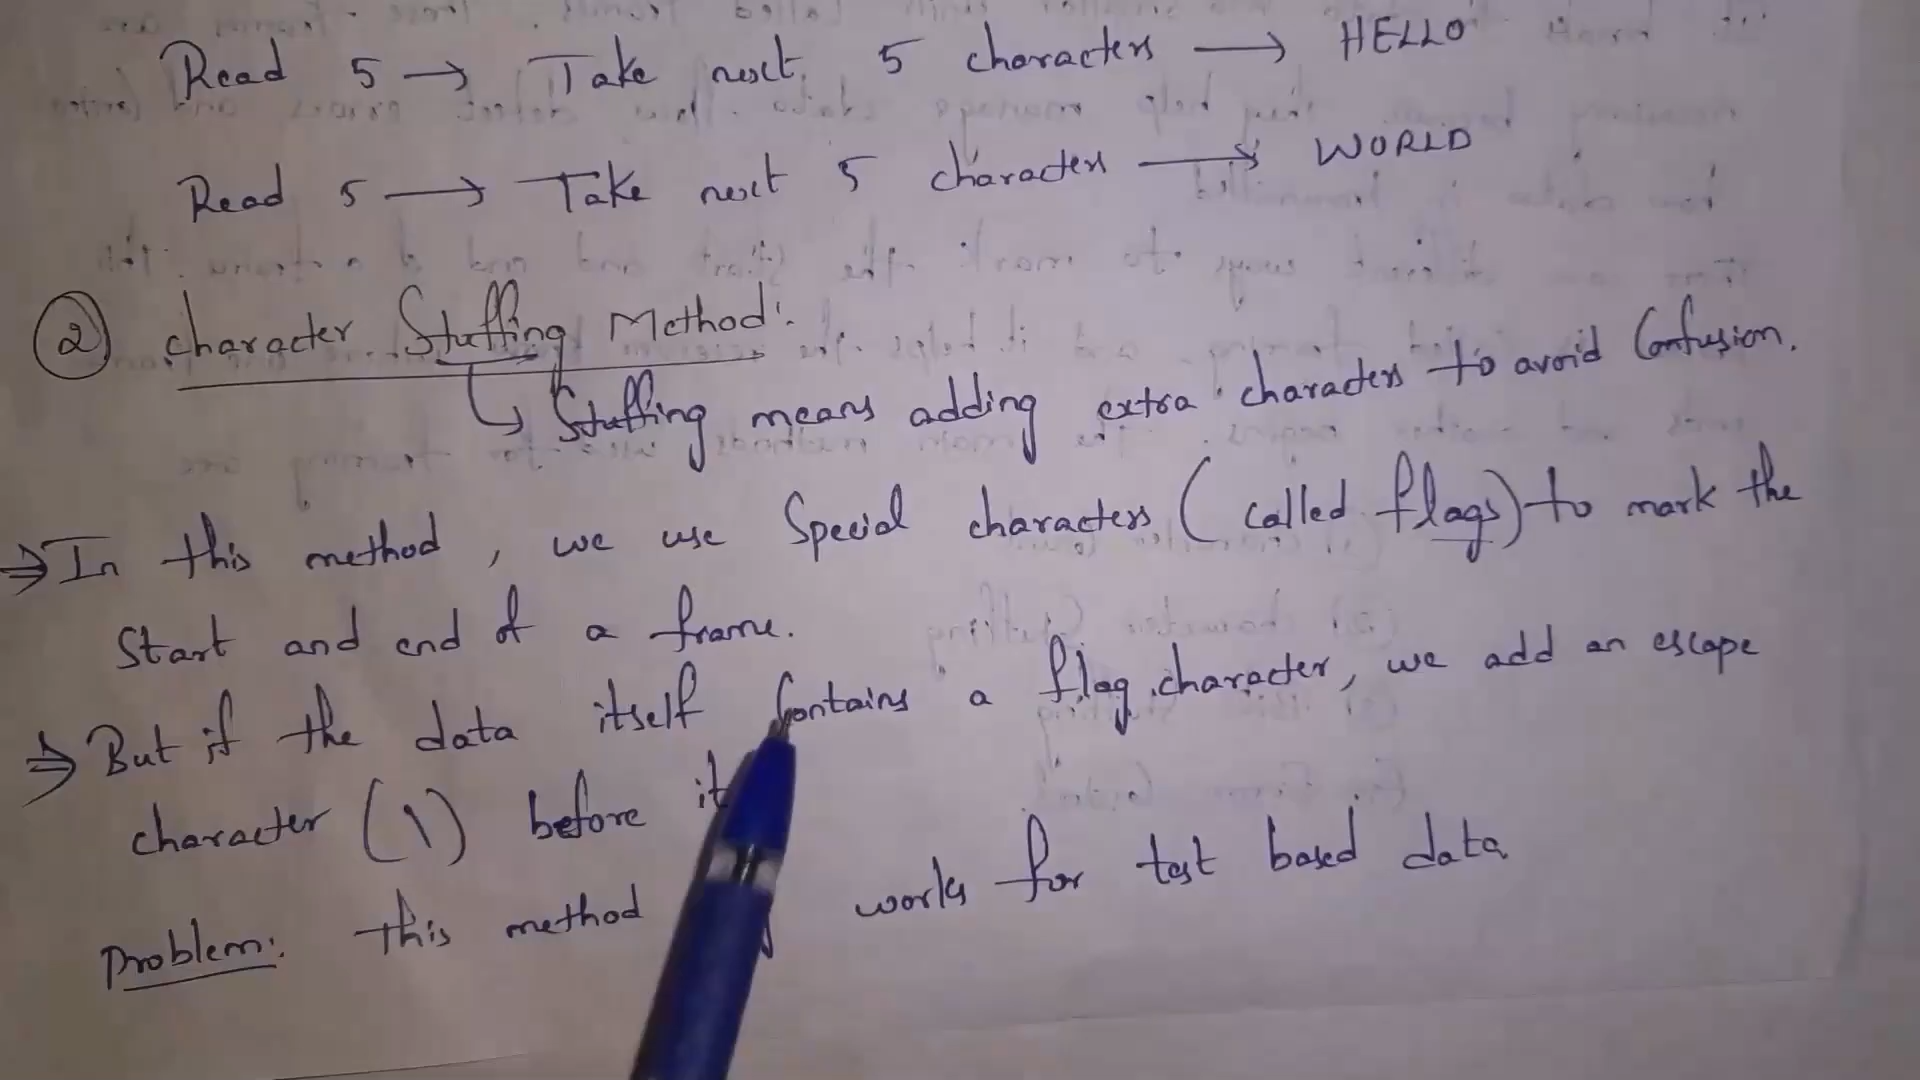 Read 5 → Take next 5 characters → HELLO
Read 5 → Take next 5 characters → WORLD
② character Stuffing Method:
↳ Stuffing means adding extra characters to avoid Confusion.
⇒ In this method, we use Special characters (called flags) to mark the
Start and end of a frame.
⇒ But if the data itself Contains a flag character, we add an escape
character (\) before it
Problem: This method works for text based data